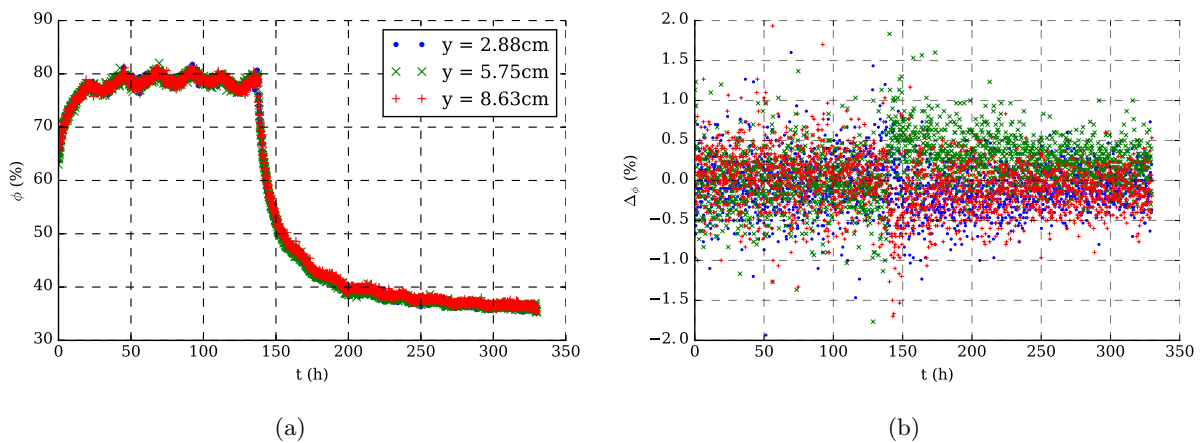 90
80
70
60
50
40
30
ϕ (%)
0 50 100 150 200 250 300 350
t (h)
y = 2.88cm
y = 5.75cm
y = 8.63cm
(a)
2.0
1.5
1.0
0.5
0.0
−0.5
−1.0
−1.5
−2.0
Δϕ (%)
0 50 100 150 200 250 300 350
t (h)
(b)